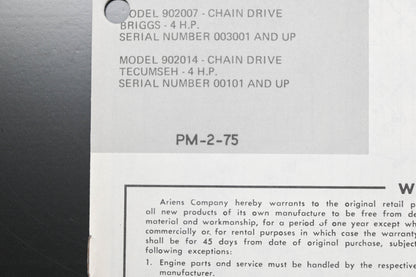 MODEL 902007 - CHAIN DRIVE
BRIGGS - 4 H.P.
SERIAL NUMBER 003001 AND UP
MODEL 902014 - CHAIN DRIVE
TECUMSEH - 4 H.P.
SERIAL NUMBER 00101 AND UP
PM-2-75
Ariens Company hereby warrants to the original retail
all new products of its own manufacture to be free from
material and workmanship, for a period of one year except
commercially or for rental purposes in which case the warranty
shall be for 45 days from date of original purchase, subject
following exceptions:
1. Engine parts and service must be handled by the respective
manufacturer.